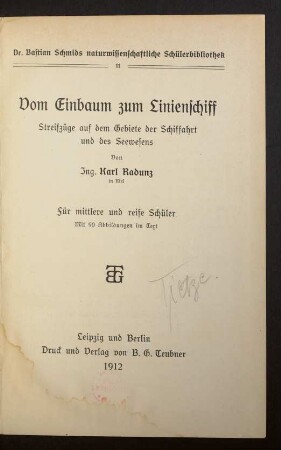 Dr. Bastian Schmids naturwissenschaftliche Schülerbibliothek
11
Vom Einbaum zum Linienschiff
Streifzüge auf dem Gebiete der Schiffahrt
und des Seewesens
Von
Ing. Karl Radunz
in Kiel
Für mittlere und reife Schüler
Mit 90 Abbildungen im Text
Leipzig und Berlin
Druck und Verlag von B. G. Teubner
1912